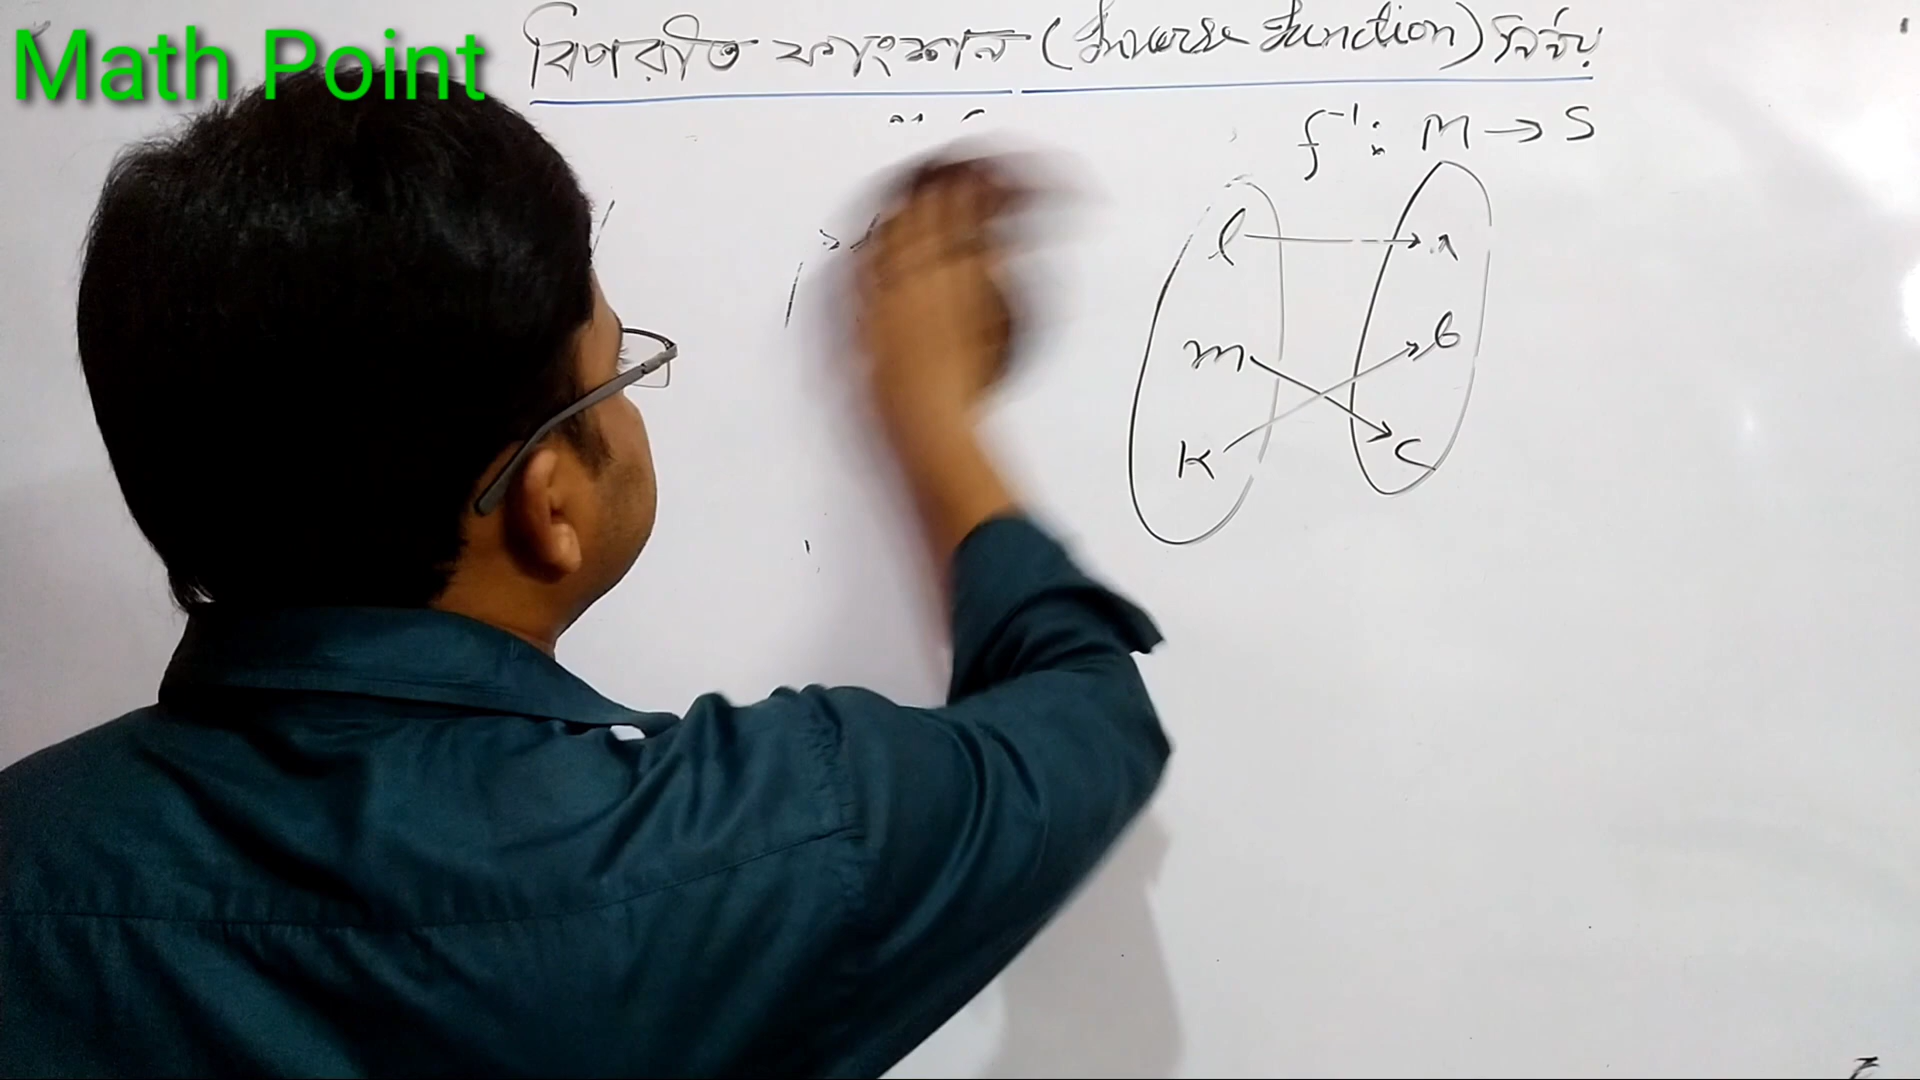 Math Point
বিপরীত ফাংশন (Inverse Function) নির্ণয়
f⁻¹: M → S
l a
m b
k c